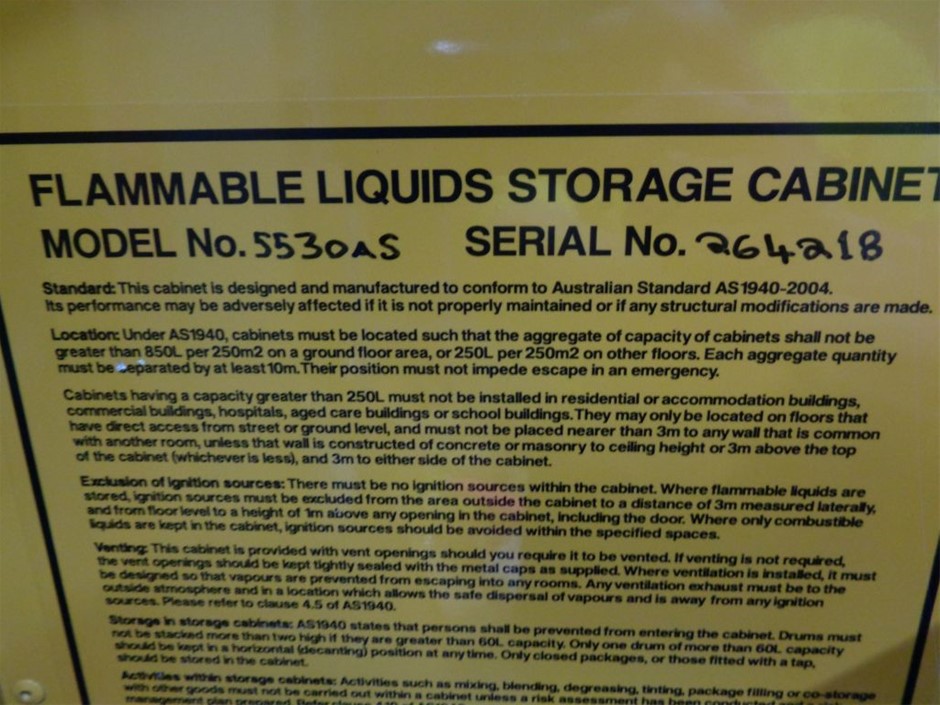 FLAMMABLE LIQUIDS STORAGE CABINET
MODEL No. 5530AS SERIAL No. 264218
Standard: This cabinet is designed and manufactured to conform to Australian Standard AS1940-2004.
Its performance may be adversely affected if it is not properly maintained or if any structural modifications are made.
Location: Under AS1940, cabinets must be located such that the aggregate of capacity of cabinets shall not be
greater than 850L per 250m2 on a ground floor area, or 250L per 250m2 on other floors. Each aggregate quantity
must be separated by at least 10m. Their position must not impede escape in an emergency.
Cabinets having a capacity greater than 250L must not be installed in residential or accommodation buildings,
commercial buildings, hospitals, aged care buildings or school buildings. They may only be located on floors that
have direct access from street or ground level, and must not be placed nearer than 3m to any wall that is common
with another room, unless that wall is constructed of concrete or masonry to ceiling height or 3m above the top
of the cabinet (whichever is less), and 3m to either side of the cabinet.
Exclusion of ignition sources: There must be no ignition sources within the cabinet. Where flammable liquids are
stored, ignition sources must be excluded from the area outside the cabinet to a distance of 3m measured laterally,
and from floor level to a height of 1m above any opening in the cabinet, including the door. Where only combustible
liquids are kept in the cabinet, ignition sources should be avoided within the specified spaces.
Venting: This cabinet is provided with vent openings should you require it to be vented. If venting is not required,
the vent openings should be kept tightly sealed with the metal caps as supplied. Where ventilation is installed, it must
be designed so that vapours are prevented from escaping into any rooms. Any ventilation exhaust must be to the
outside atmosphere and in a location which allows the safe dispersal of vapours and is away from any ignition
sources. Please refer to clause 4.5 of AS1940.
Storage in storage cabinets: AS1940 states that persons shall be prevented from entering the cabinet. Drums must
not be stacked more than two high if they are greater than 60L capacity. Only one drum of more than 60L capacity
should be kept in a horizontal (decanting) position at any time. Only closed packages, or those fitted with a tap,
should be stored in the cabinet.
Activities within storage cabinets: Activities such as mixing, blending, degreasing, tinting, package filling or co-storage
with other goods must not be carried out within a cabinet unless a risk assessment has been conducted and a
management plan prepared. Refer clause